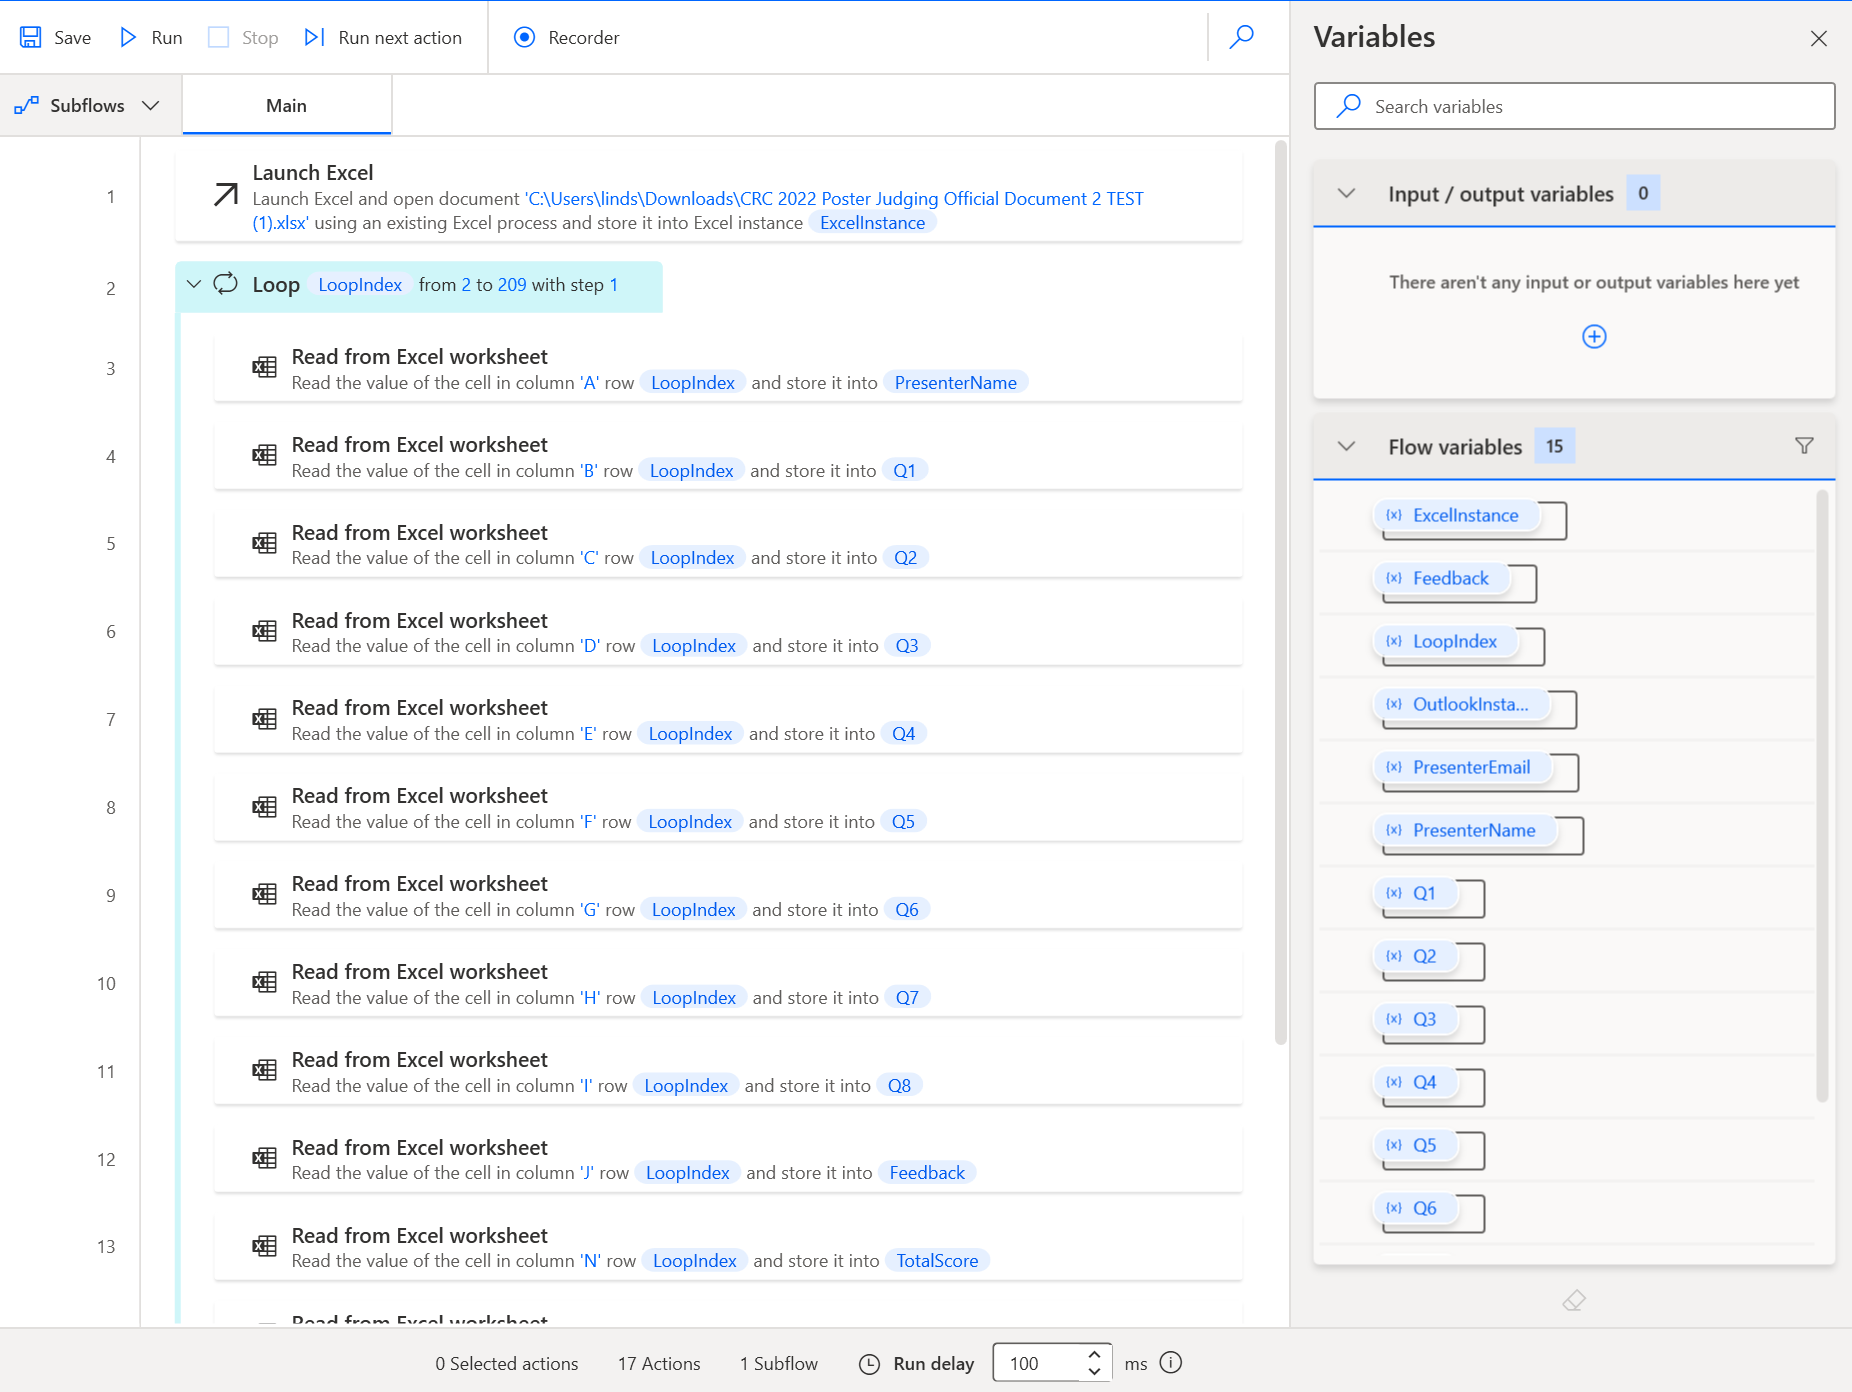 Save Run Stop Run next action Recorder
Subflows Main
1
Launch Excel
Launch Excel and open document 'C:\Users\linds\Downloads\CRC 2022 Poster Judging Official Document 2 TEST
(1).xlsx' using an existing Excel process and store it into Excel instance ExcelInstance
2
Loop LoopIndex from 2 to 209 with step 1
3
Read from Excel worksheet
Read the value of the cell in column 'A' row LoopIndex and store it into PresenterName
4
Read from Excel worksheet
Read the value of the cell in column 'B' row LoopIndex and store it into Q1
5
Read from Excel worksheet
Read the value of the cell in column 'C' row LoopIndex and store it into Q2
6
Read from Excel worksheet
Read the value of the cell in column 'D' row LoopIndex and store it into Q3
7
Read from Excel worksheet
Read the value of the cell in column 'E' row LoopIndex and store it into Q4
8
Read from Excel worksheet
Read the value of the cell in column 'F' row LoopIndex and store it into Q5
9
Read from Excel worksheet
Read the value of the cell in column 'G' row LoopIndex and store it into Q6
10
Read from Excel worksheet
Read the value of the cell in column 'H' row LoopIndex and store it into Q7
11
Read from Excel worksheet
Read the value of the cell in column 'I' row LoopIndex and store it into Q8
12
Read from Excel worksheet
Read the value of the cell in column 'J' row LoopIndex and store it into Feedback
13
Read from Excel worksheet
Read the value of the cell in column 'N' row LoopIndex and store it into TotalScore
Read from Excel worksheet
0 Selected actions 17 Actions 1 Subflow Run delay 100 ms
Variables
Search variables
Input / output variables 0
There aren't any input or output variables here yet
Flow variables 15
{x} ExcelInstance
{x} Feedback
{x} LoopIndex
{x} OutlookInsta...
{x} PresenterEmail
{x} PresenterName
{x} Q1
{x} Q2
{x} Q3
{x} Q4
{x} Q5
{x} Q6